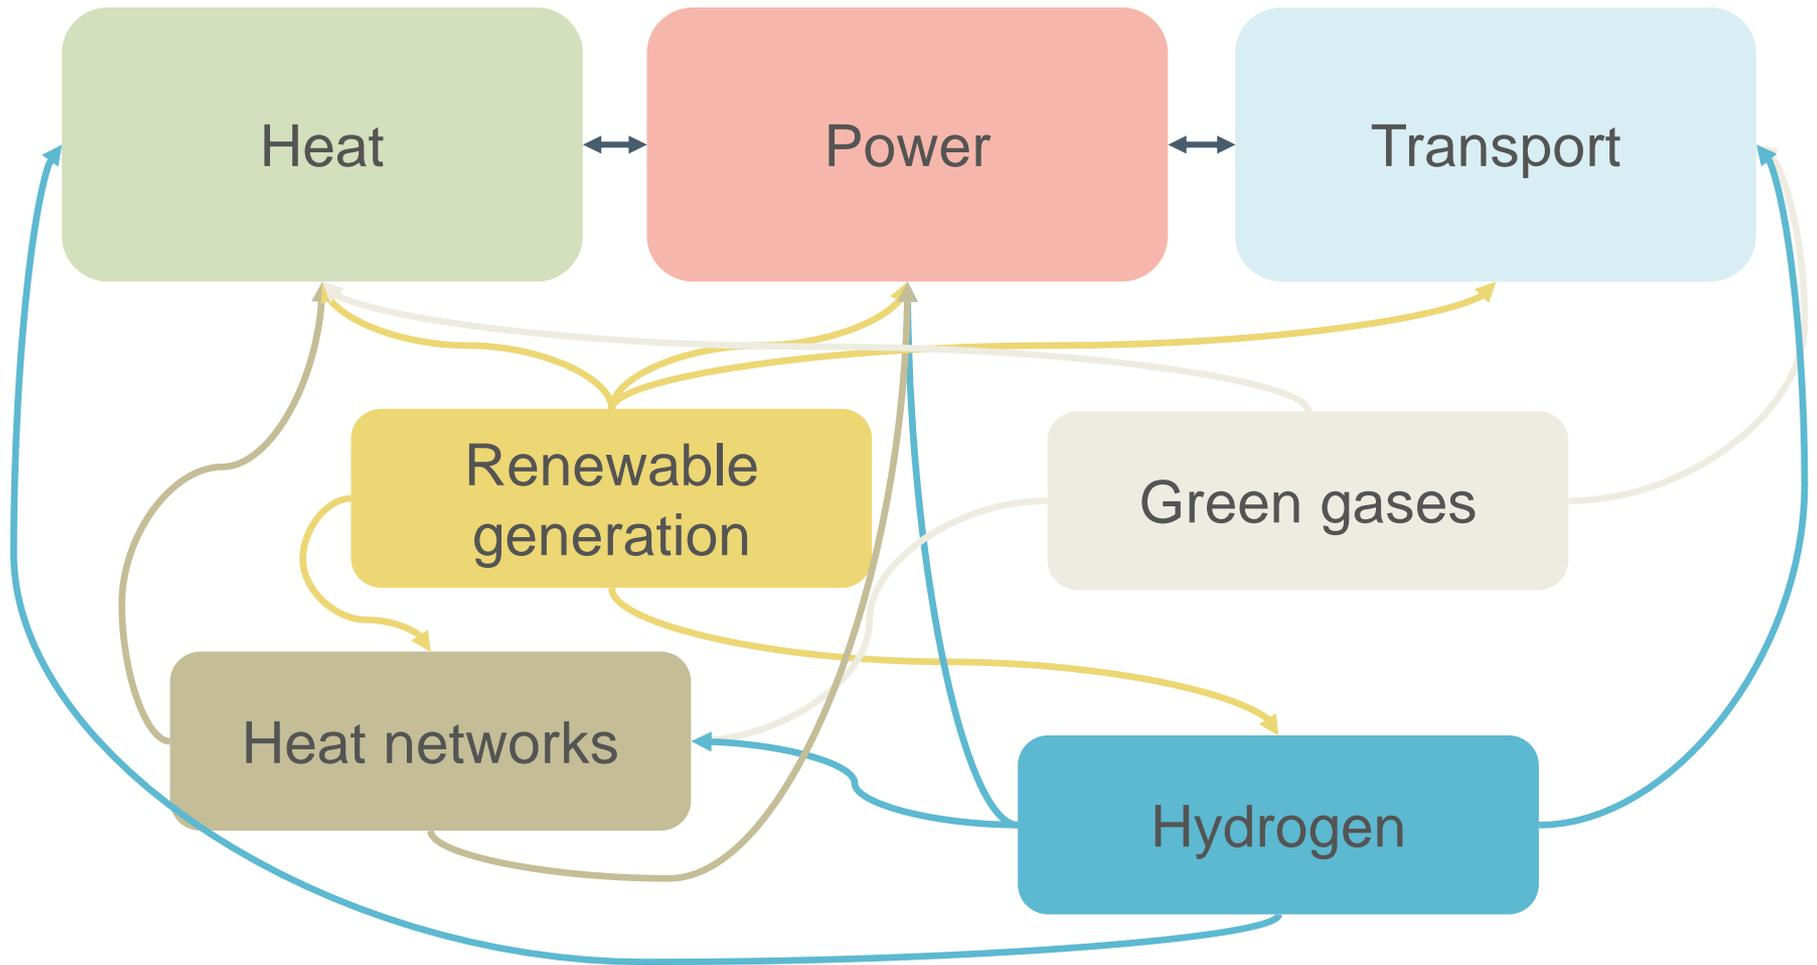 Heat
Power
Transport
Renewable
generation
Green gases
Heat networks
Hydrogen